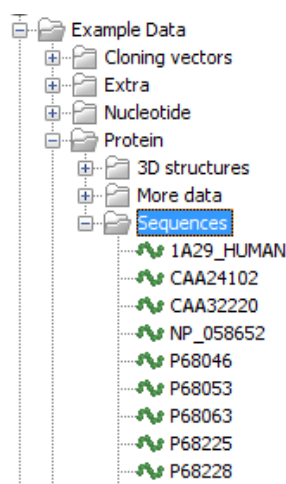 Example Data
Cloning vectors
Extra
Nucleotide
Protein
3D structures
More data
Sequences
1A29_HUMAN
CAA24102
CAA32220
NP_058652
P68046
P68053
P68063
P68225
P68228